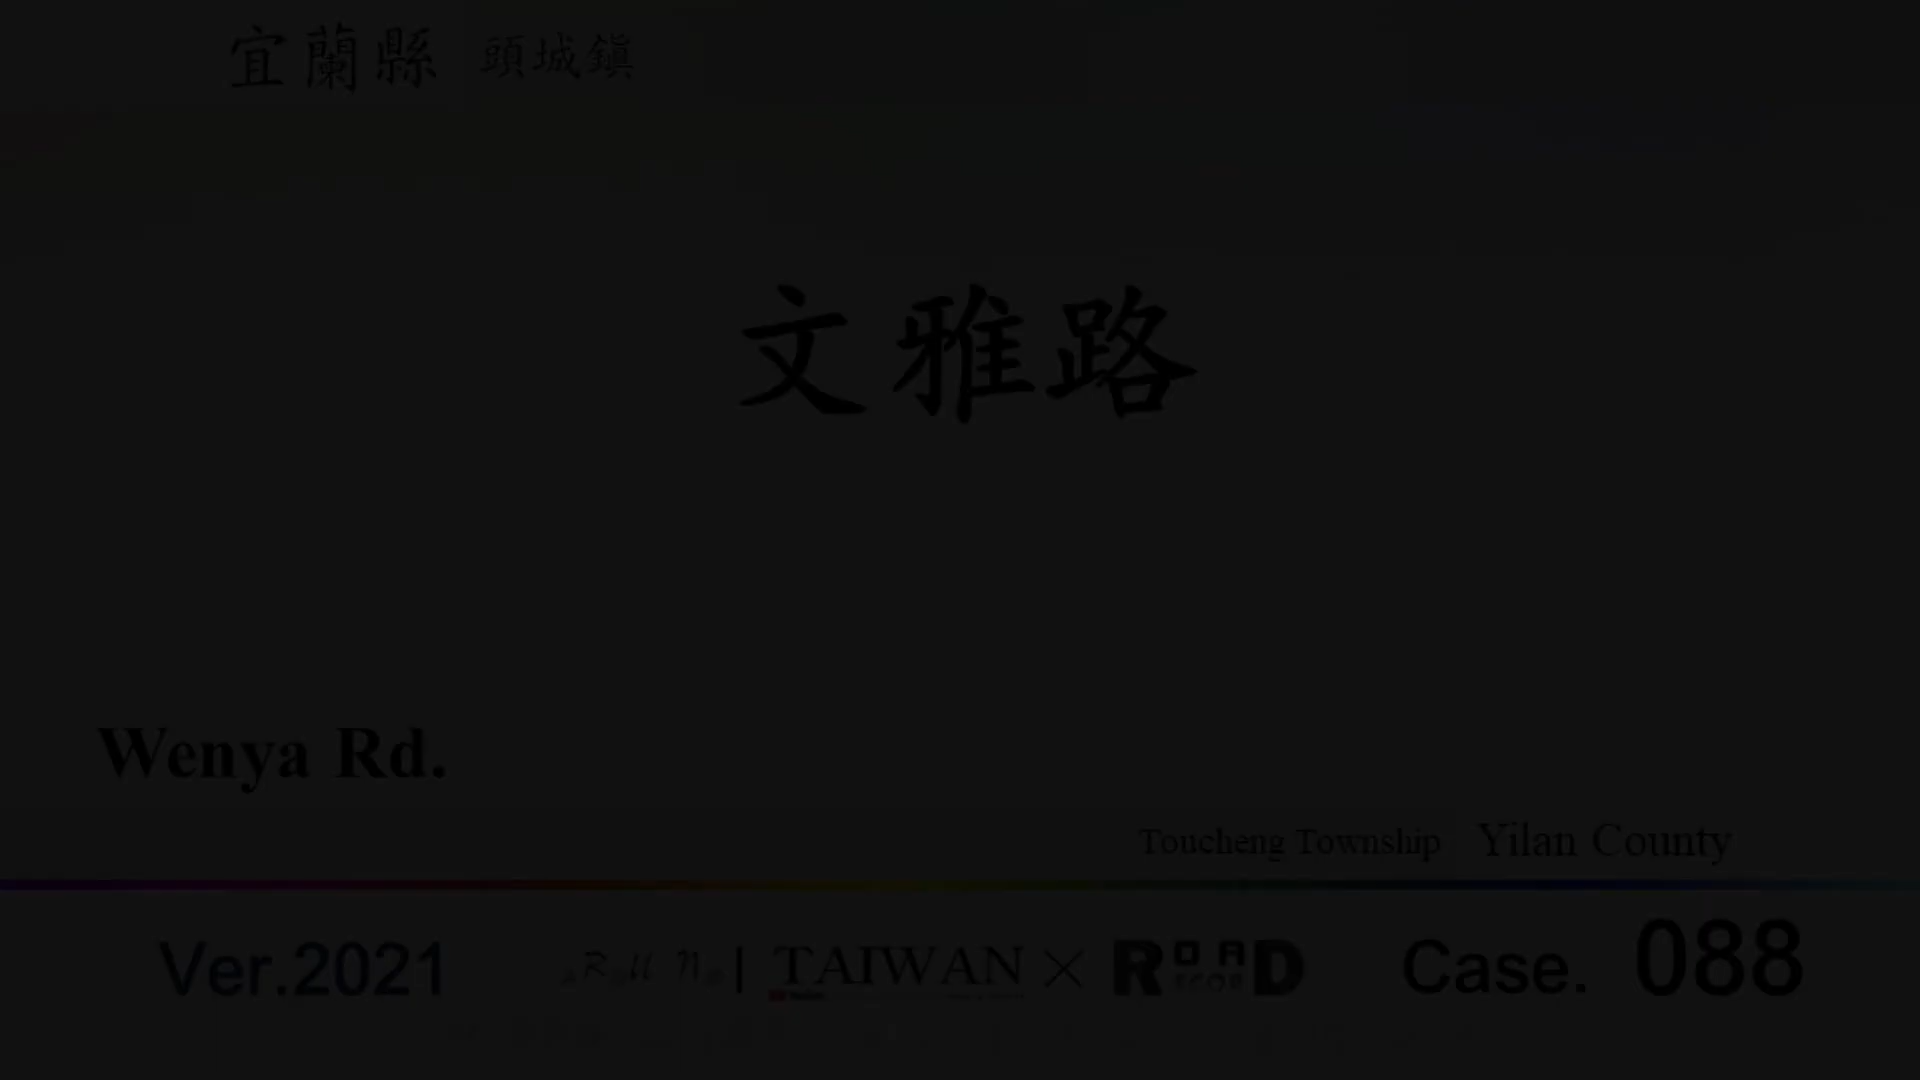 宜蘭縣 頭城鎮
文雅路
Wenya Rd.
Toucheng Township Yilan County
Ver.2021 TAIWAN × ROAD Case. 088